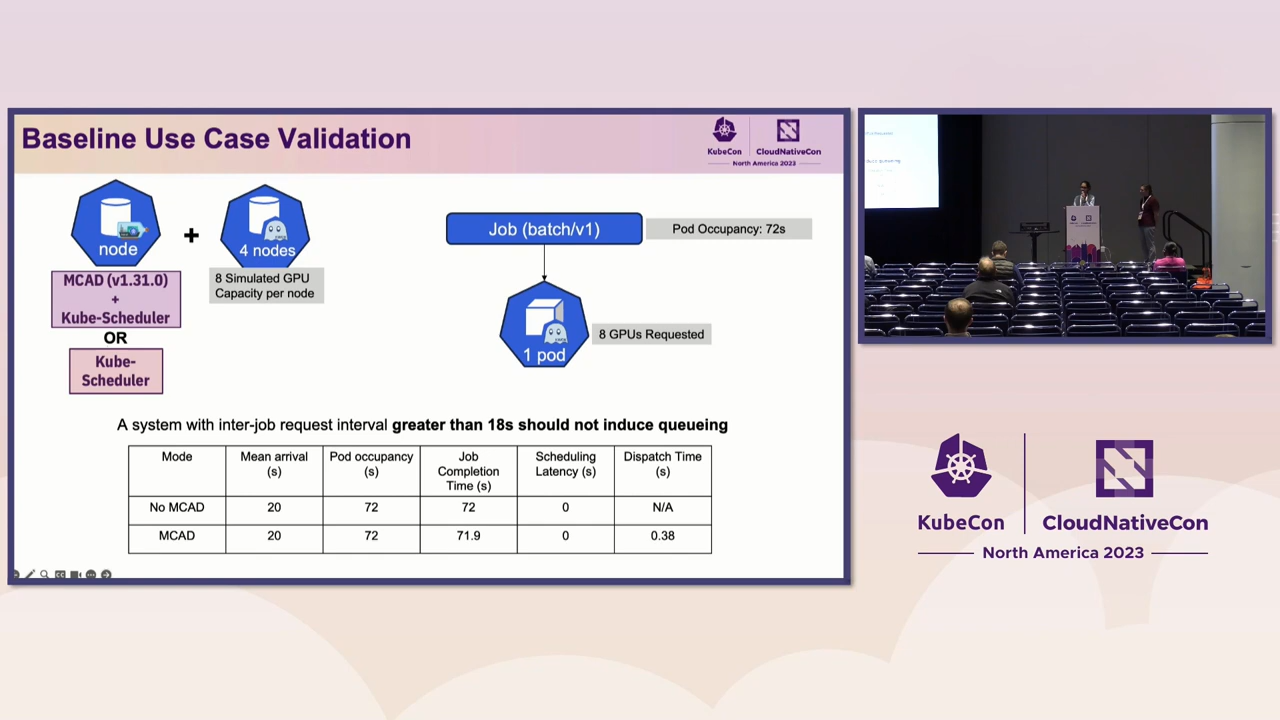 Baseline Use Case Validation
KubeCon
CloudNativeCon
North America 2023
node
+
4 nodes
MCAD (v1.31.0)
+
Kube-Scheduler
OR
Kube-
Scheduler
8 Simulated GPU
Capacity per node
Job (batch/v1)
Pod Occupancy: 72s
1 pod
8 GPUs Requested
A system with inter-job request interval greater than 18s should not induce queueing
Mode Mean arrival (s) Pod occupancy (s) Job Completion Time (s) Scheduling Latency (s) Dispatch Time (s)
No MCAD 20 72 72 0 N/A
MCAD 20 72 71.9 0 0.38
KubeCon
CloudNativeCon
North America 2023